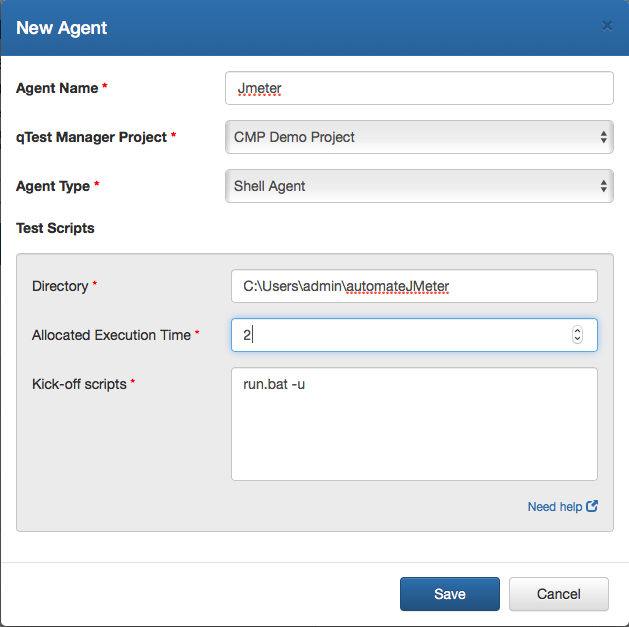 New Agent ×
Agent Name * Jmeter
qTest Manager Project * CMP Demo Project
Agent Type * Shell Agent
Test Scripts
Directory * C:\Users\admin\automateJMeter
Allocated Execution Time * 2
Kick-off scripts * run.bat -u
Need help
Save Cancel